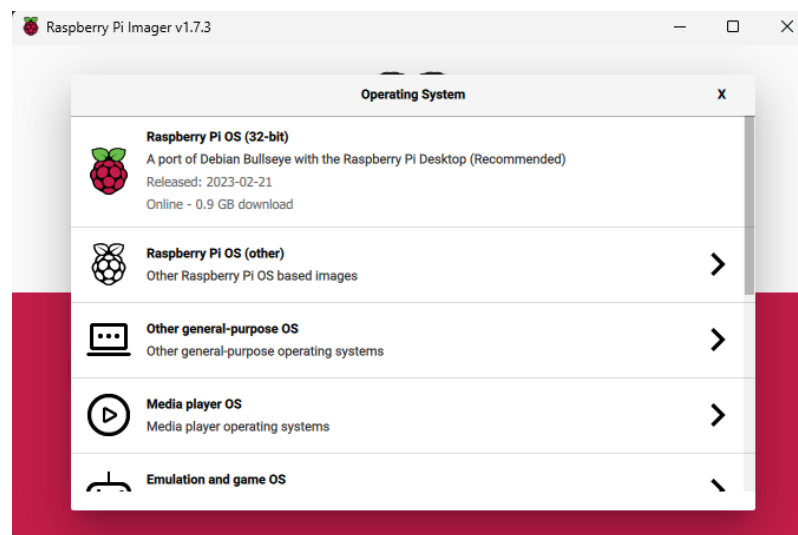 Raspberry Pi Imager v1.7.3
Operating System
X
Raspberry Pi OS (32-bit)
A port of Debian Bullseye with the Raspberry Pi Desktop (Recommended)
Released: 2023-02-21
Online - 0.9 GB download
Raspberry Pi OS (other)
Other Raspberry Pi OS based images
Other general-purpose OS
Other general-purpose operating systems
Media player OS
Media player operating systems
Emulation and game OS